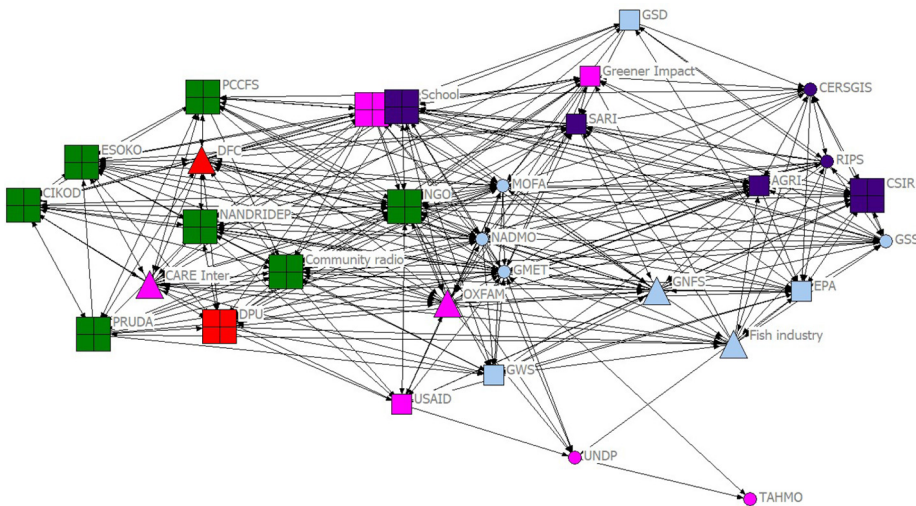 GSD
Greener Impact
PCCFS
CERSGIS
School
SARI
ESOKO
DFC
RIPS
MOFA
AGRI
CSIR
CIKOD
NGO
NANDRIDEP
NADMO
GSS
Community radio
GMET
CARE Inter
OXFAM
GNFS
EPA
PRUDA
DPU
Fish industry
GWS
USAID
UNDP
TAHMO